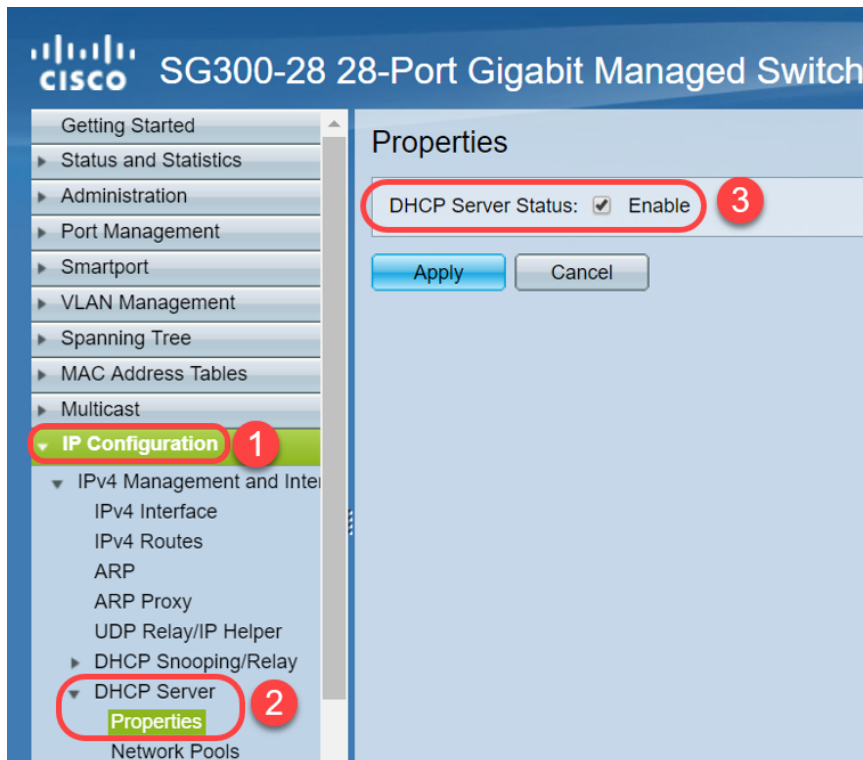 CISCO SG300-28 28-Port Gigabit Managed Switch
Getting Started
Status and Statistics
Administration
Port Management
Smartport
VLAN Management
Spanning Tree
MAC Address Tables
Multicast
IP Configuration 1
IPv4 Management and Inter
IPv4 Interface
IPv4 Routes
ARP
ARP Proxy
UDP Relay/IP Helper
DHCP Snooping/Relay
DHCP Server
Properties 2
Network Pools
Properties
DHCP Server Status: Enable 3
Apply Cancel